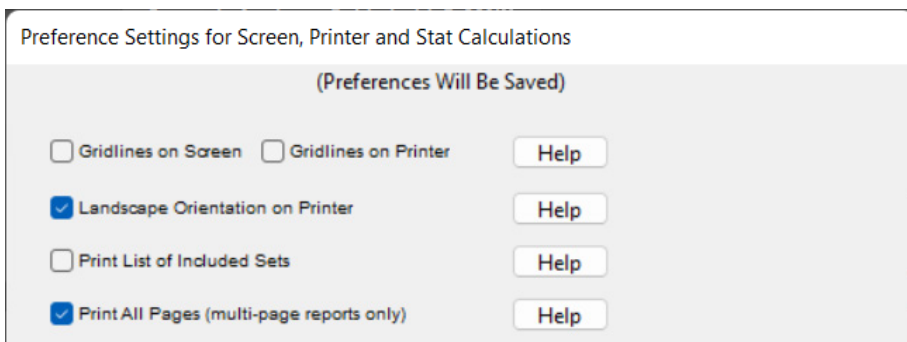 Preference Settings for Screen, Printer and Stat Calculations
(Preferences Will Be Saved)
Gridlines on Screen Gridlines on Printer Help
Landscape Orientation on Printer Help
Print List of Included Sets Help
Print All Pages (multi-page reports only) Help